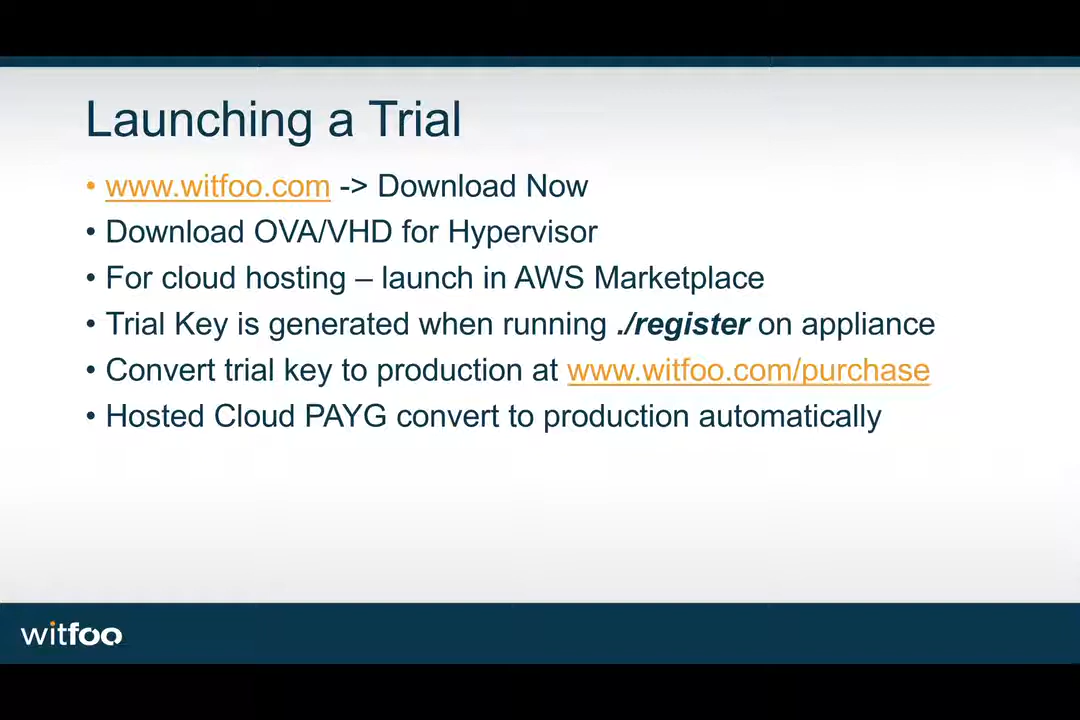 Launching a Trial
• www.witfoo.com -> Download Now
• Download OVA/VHD for Hypervisor
• For cloud hosting – launch in AWS Marketplace
• Trial Key is generated when running ./register on appliance
• Convert trial key to production at www.witfoo.com/purchase
• Hosted Cloud PAYG convert to production automatically
witfoo